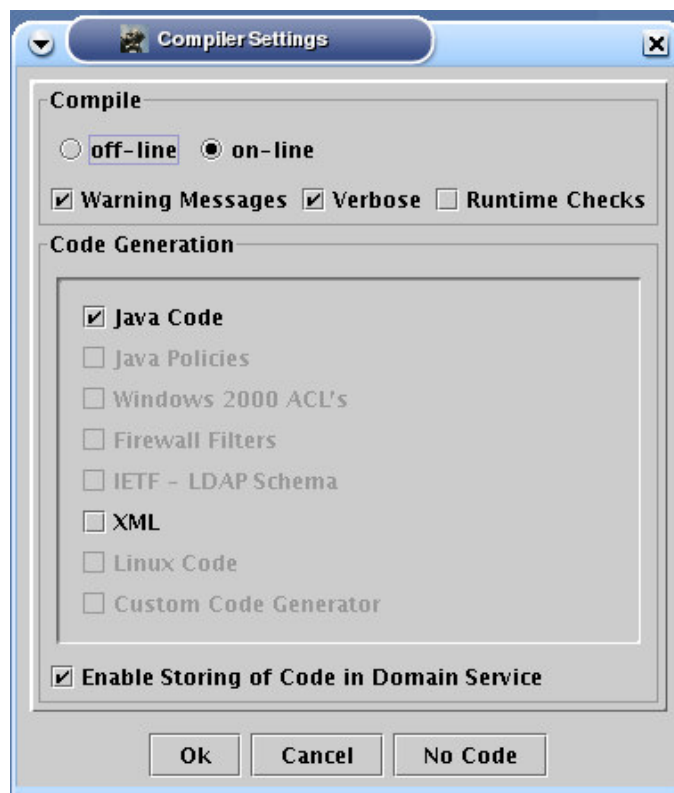 Compiler Settings
Compile
off-line on-line
Warning Messages Verbose Runtime Checks
Code Generation
Java Code
Java Policies
Windows 2000 ACL's
Firewall Filters
IETF - LDAP Schema
XML
Linux Code
Custom Code Generator
Enable Storing of Code in Domain Service
Ok Cancel No Code